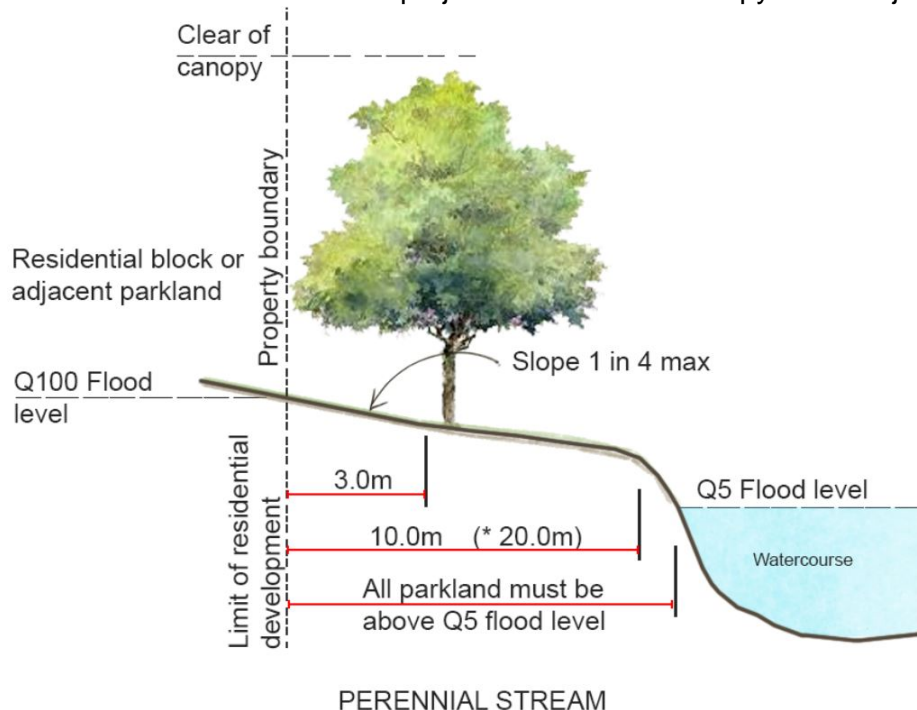 Clear of
canopy
Property boundary
Residential block or
adjacent parkland
Slope 1 in 4 max
Q100 Flood
level
Limit of residential
development
3.0m
Q5 Flood level
10.0m (* 20.0m)
Watercourse
All parkland must be
above Q5 flood level
PERENNIAL STREAM